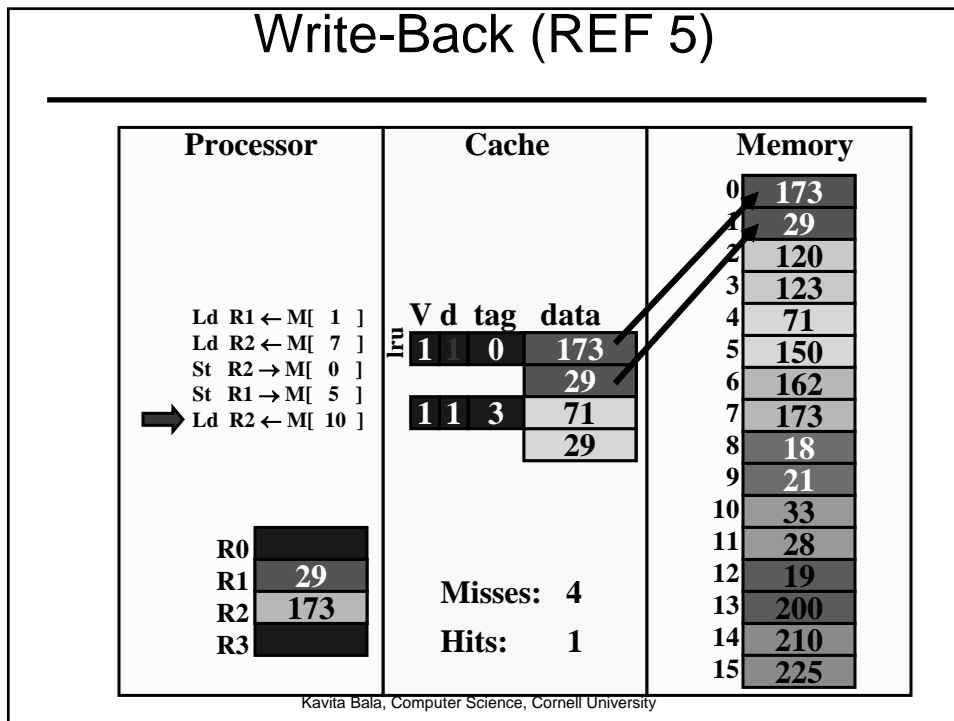 Write-Back (REF 5)
Processor
Ld R1 ← M[ 1 ]
Ld R2 ← M[ 7 ]
St R2 → M[ 0 ]
St R1 → M[ 5 ]
Ld R2 ← M[ 10 ]
R0
R1 29
R2 173
R3
Cache
V d tag data
lru
1 1 0 173
29
1 1 3 71
29
Misses: 4
Hits: 1
Memory
0 173
1 29
2 120
3 123
4 71
5 150
6 162
7 173
8 18
9 21
10 33
11 28
12 19
13 200
14 210
15 225
Kavita Bala, Computer Science, Cornell University